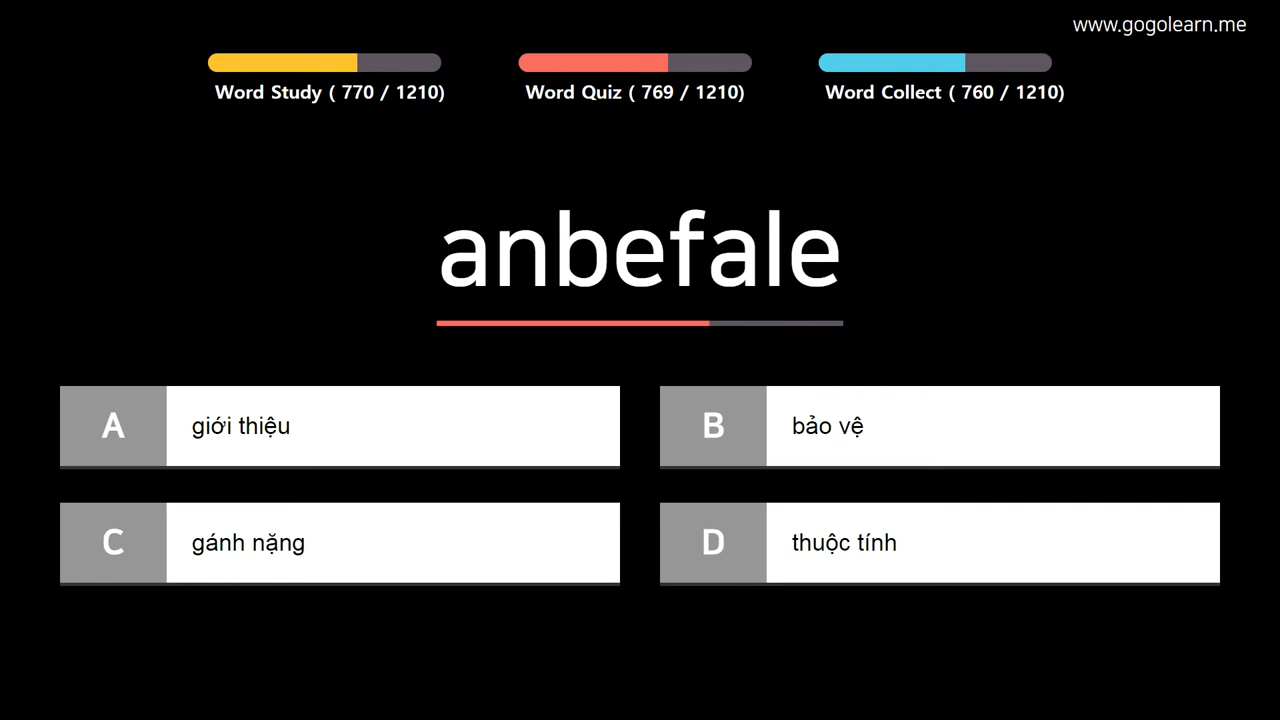 www.gogolearn.me
Word Study ( 770 / 1210)
Word Quiz ( 769 / 1210)
Word Collect ( 760 / 1210)
anbefale
A giới thiệu
B bảo vệ
C gánh nặng
D thuộc tính